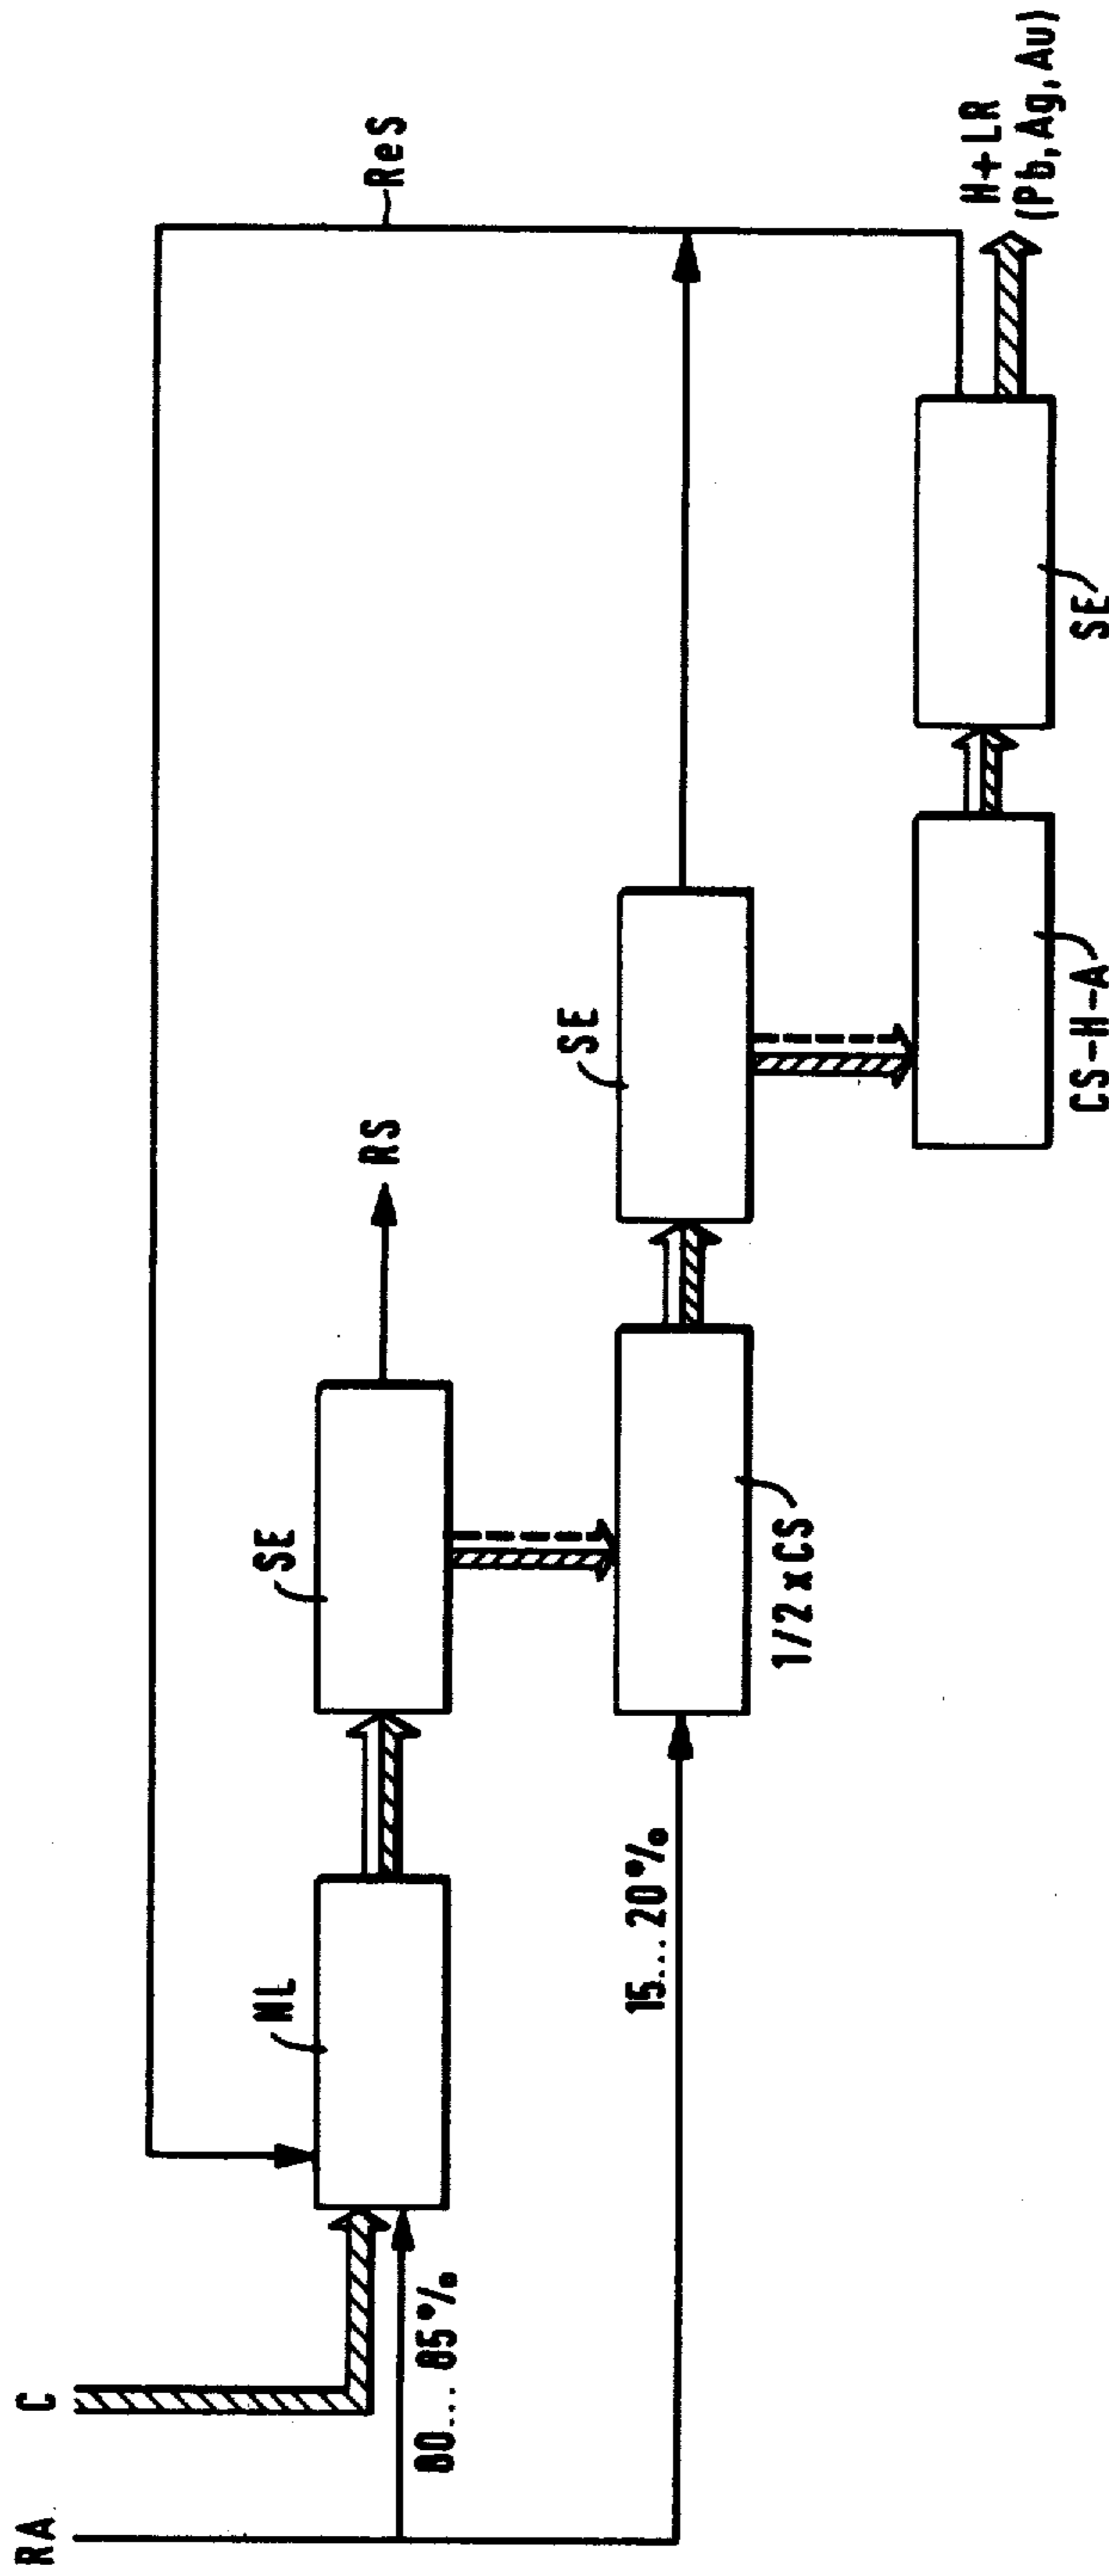 RA
C
NL
SE
RS
ReS
80...85%
SE
15...20%
1/2xCS
H+LR
(Pb,Ag,Au)
CS-H-A
SE